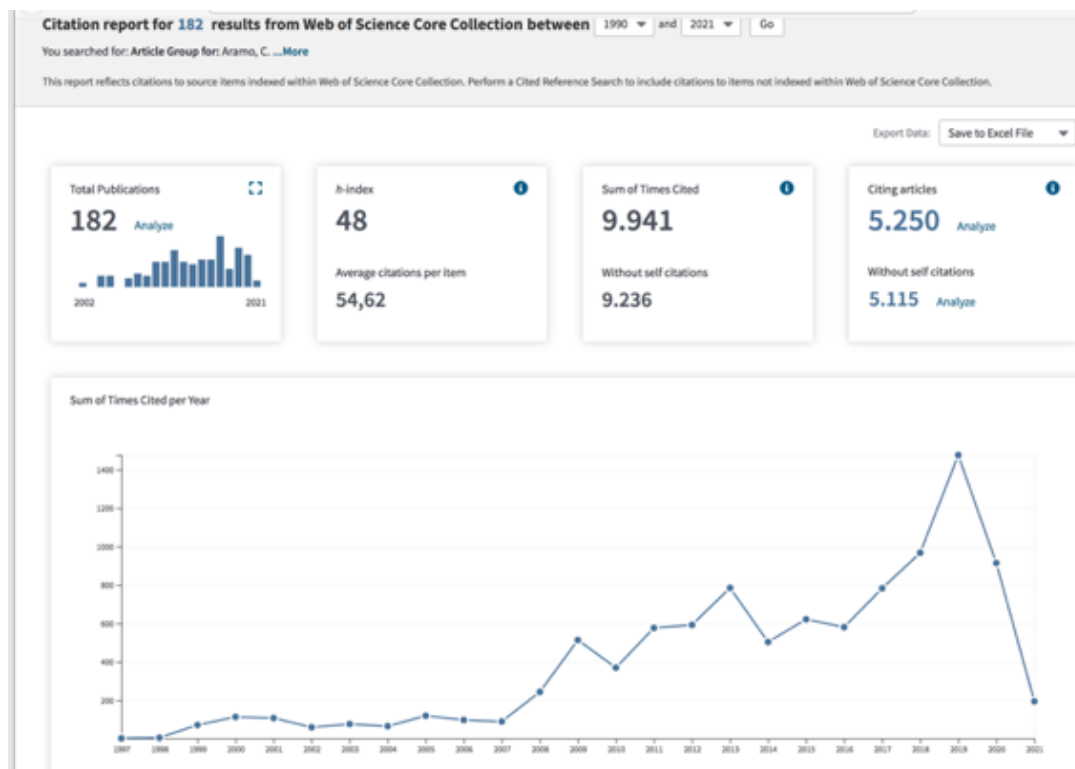 Citation report for 182 results from Web of Science Core Collection between 1990 and 2021 Go
You searched for: Article Group for: Aramo, C. ...More
This report reflects citations to source items indexed within Web of Science Core Collection. Perform a Cited Reference Search to include citations to items not indexed within Web of Science Core Collection.
Export Data: Save to Excel File
Total Publications
182 Analyze
2002 2021
h-index
48
Average citations per item
54,62
Sum of Times Cited
9.941
Without self citations
9.236
Citing articles
5.250 Analyze
Without self citations
5.115 Analyze
Sum of Times Cited per Year
1400
1200
1000
800
600
400
200
1997 1998 1999 2000 2001 2002 2003 2004 2005 2006 2007 2008 2009 2010 2011 2012 2013 2014 2015 2016 2017 2018 2019 2020 2021